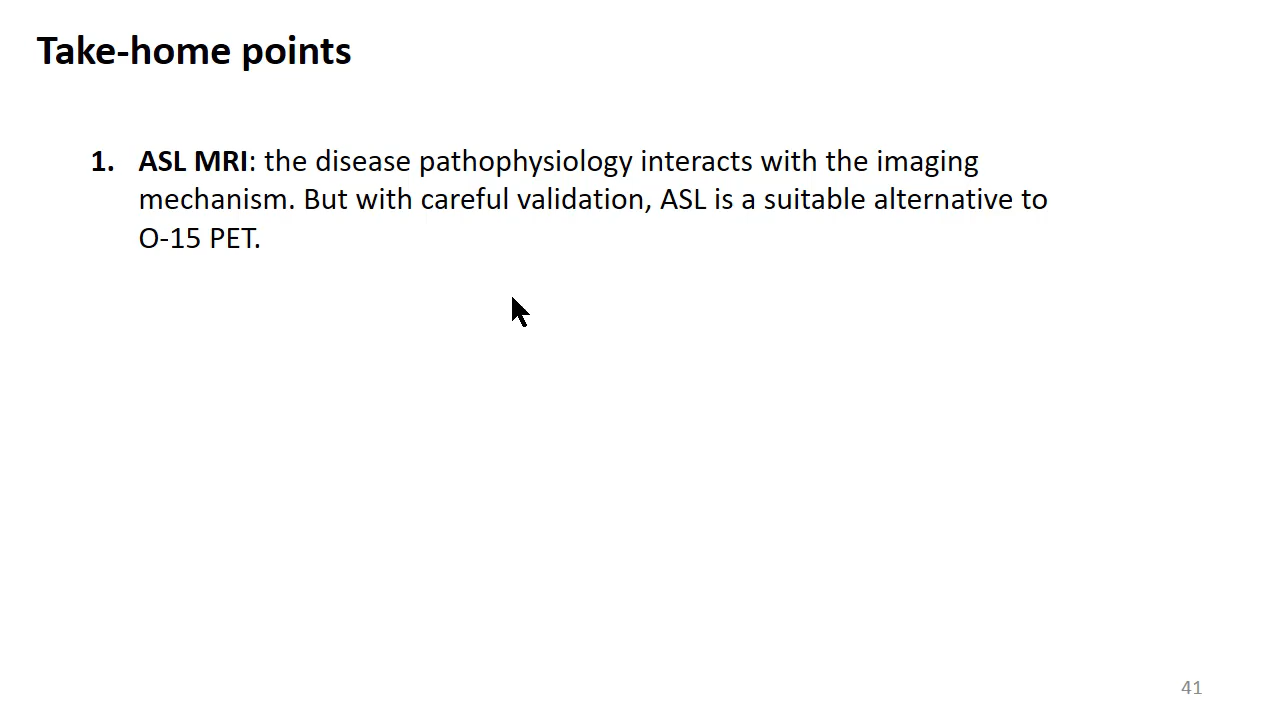 Take-home points
1. ASL MRI: the disease pathophysiology interacts with the imaging
mechanism. But with careful validation, ASL is a suitable alternative to
O-15 PET.
41